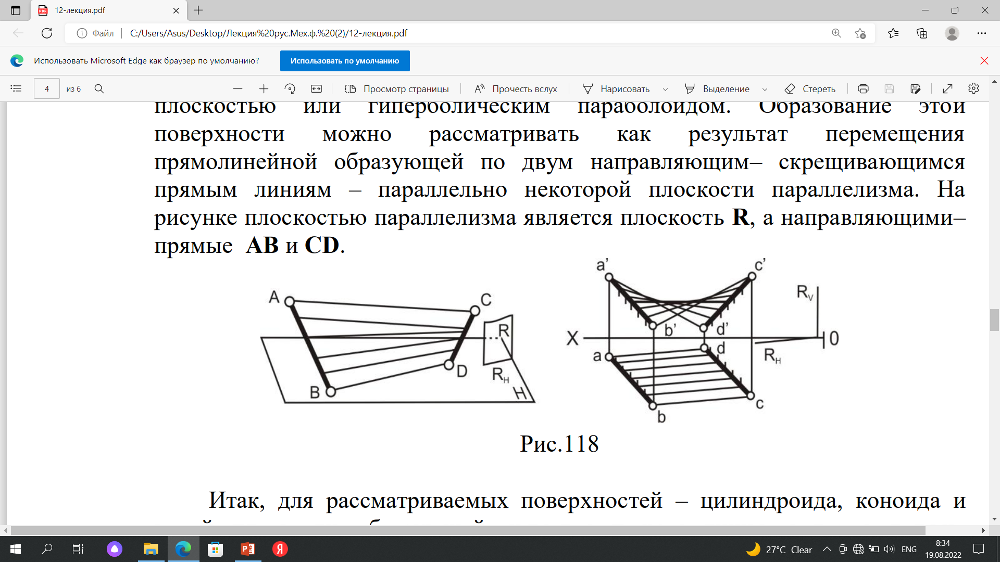 12-лекция.pdf
Файл
C:/Users/Asus/Desktop/Лекция%20рус.Мех.ф.%20(2)/12-лекция.pdf
Использовать Microsoft Edge как браузер по умолчанию?
Использовать по умолчанию
4 из 6
Просмотр страницы
Прочесть вслух
Нарисовать
Выделение
Стереть
плоскостью или гиперболическим параболоидом. Образование этой
поверхности можно рассматривать как результат перемещения
прямолинейной образующей по двум направляющим– скрещивающимся
прямым линиям – параллельно некоторой плоскости параллелизма. На
рисунке плоскостью параллелизма является плоскость R, а направляющими–
прямые AB и CD.
A
C
R
D
B
RH
H
a’
c’
RV
b’
d’
X
0
a
d
RH
b
c
Рис.118
Итак, для рассматриваемых поверхностей – цилиндроида, коноида и
27°C Clear
ENG
8:34
19.08.2022